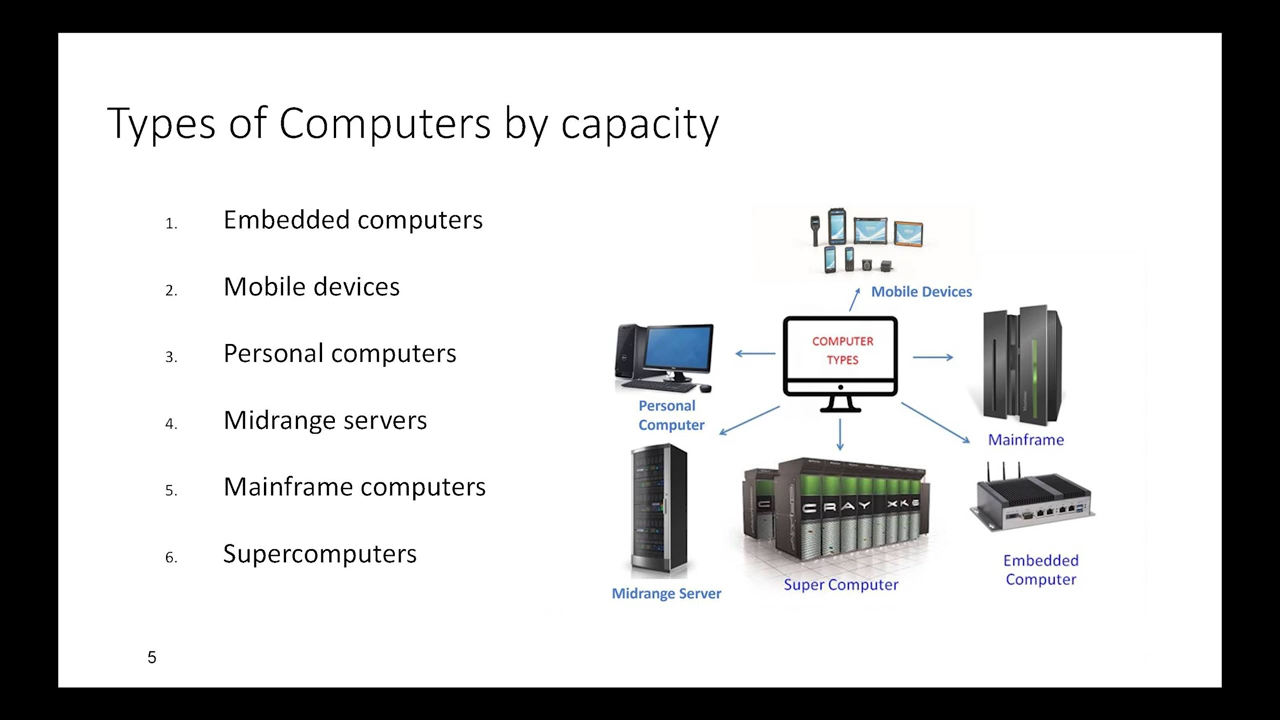 Types of Computers by capacity
1. Embedded computers
2. Mobile devices
3. Personal computers
4. Midrange servers
5. Mainframe computers
6. Supercomputers
Mobile Devices
COMPUTER
TYPES
Personal
Computer
Mainframe
CRAY XK6
Midrange Server
Super Computer
Embedded
Computer
5